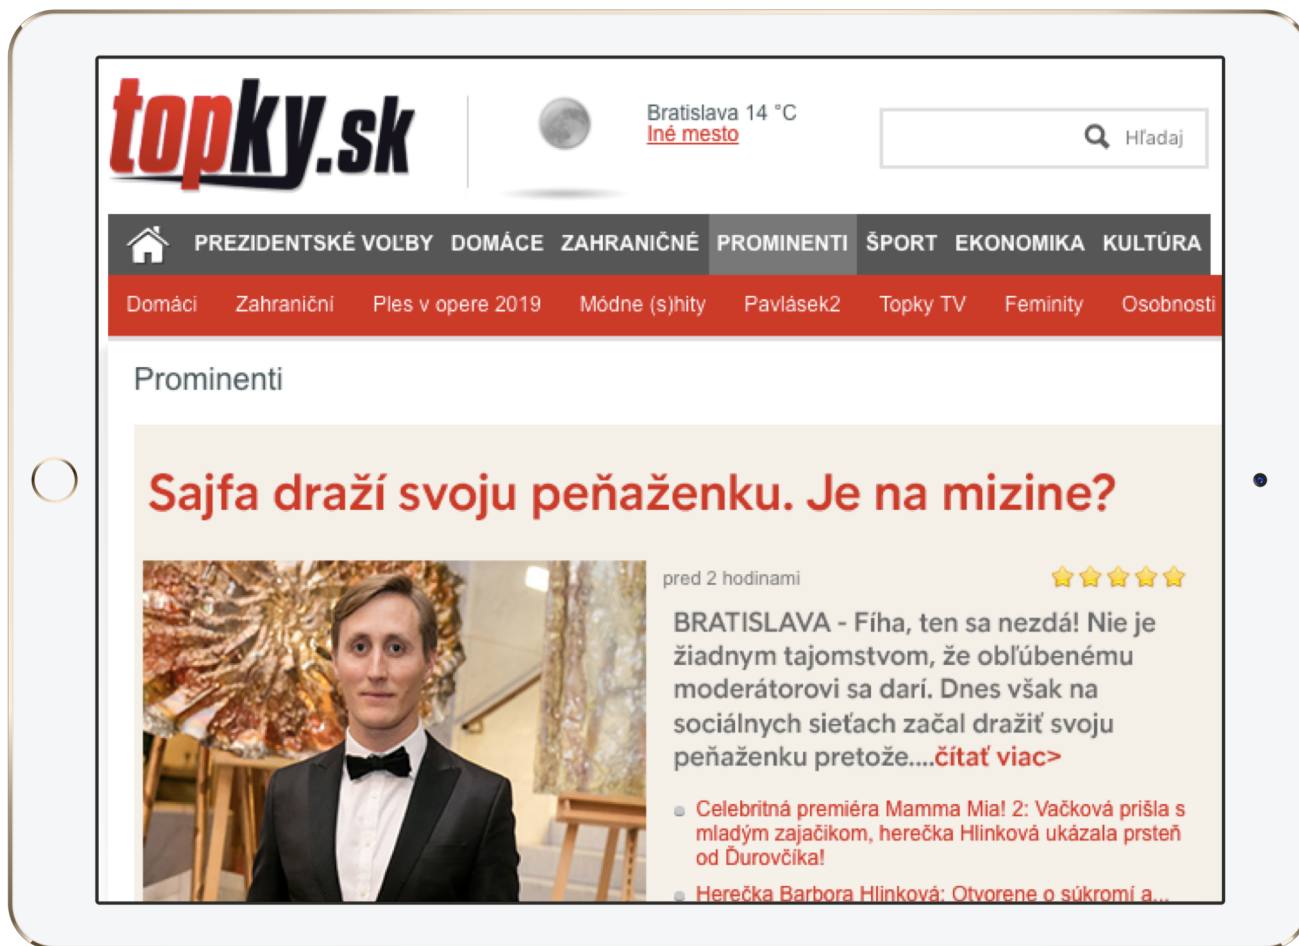 topky.sk
Bratislava 14 °C
Iné mesto
Hľadaj
PREZIDENTSKÉ VOĽBY DOMÁCE ZAHRANIČNÉ PROMINENTI ŠPORT EKONOMIKA KULTÚRA
Domáci Zahraniční Ples v opere 2019 Módne (s)hity Pavlásek2 Topky TV Feminity Osobnosti
Prominenti
Sajfa draží svoju peňaženku. Je na mizine?
pred 2 hodinami
BRATISLAVA - Fíha, ten sa nezdá! Nie je
žiadnym tajomstvom, že obľúbenému
moderátorovi sa darí. Dnes však na
sociálnych sieťach začal dražiť svoju
peňaženku pretože....čítať viac>
Celebritná premiéra Mamma Mia! 2: Vačková prišla s
mladým zajačikom, herečka Hlinková ukázala prsteň
od Ďurovčíka!
Herečka Barbora Hlinková: Otvorene o súkromí a...